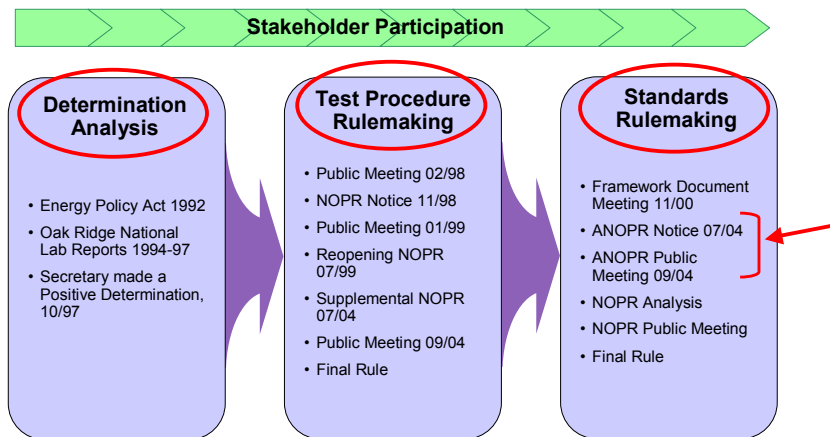 Stakeholder Participation
Determination
Analysis
• Energy Policy Act 1992
• Oak Ridge National
Lab Reports 1994-97
• Secretary made a
Positive Determination,
10/97
Test Procedure
Rulemaking
• Public Meeting 02/98
• NOPR Notice 11/98
• Public Meeting 01/99
• Reopening NOPR
07/99
• Supplemental NOPR
07/04
• Public Meeting 09/04
• Final Rule
Standards
Rulemaking
• Framework Document
Meeting 11/00
• ANOPR Notice 07/04
• ANOPR Public
Meeting 09/04
• NOPR Analysis
• NOPR Public Meeting
• Final Rule